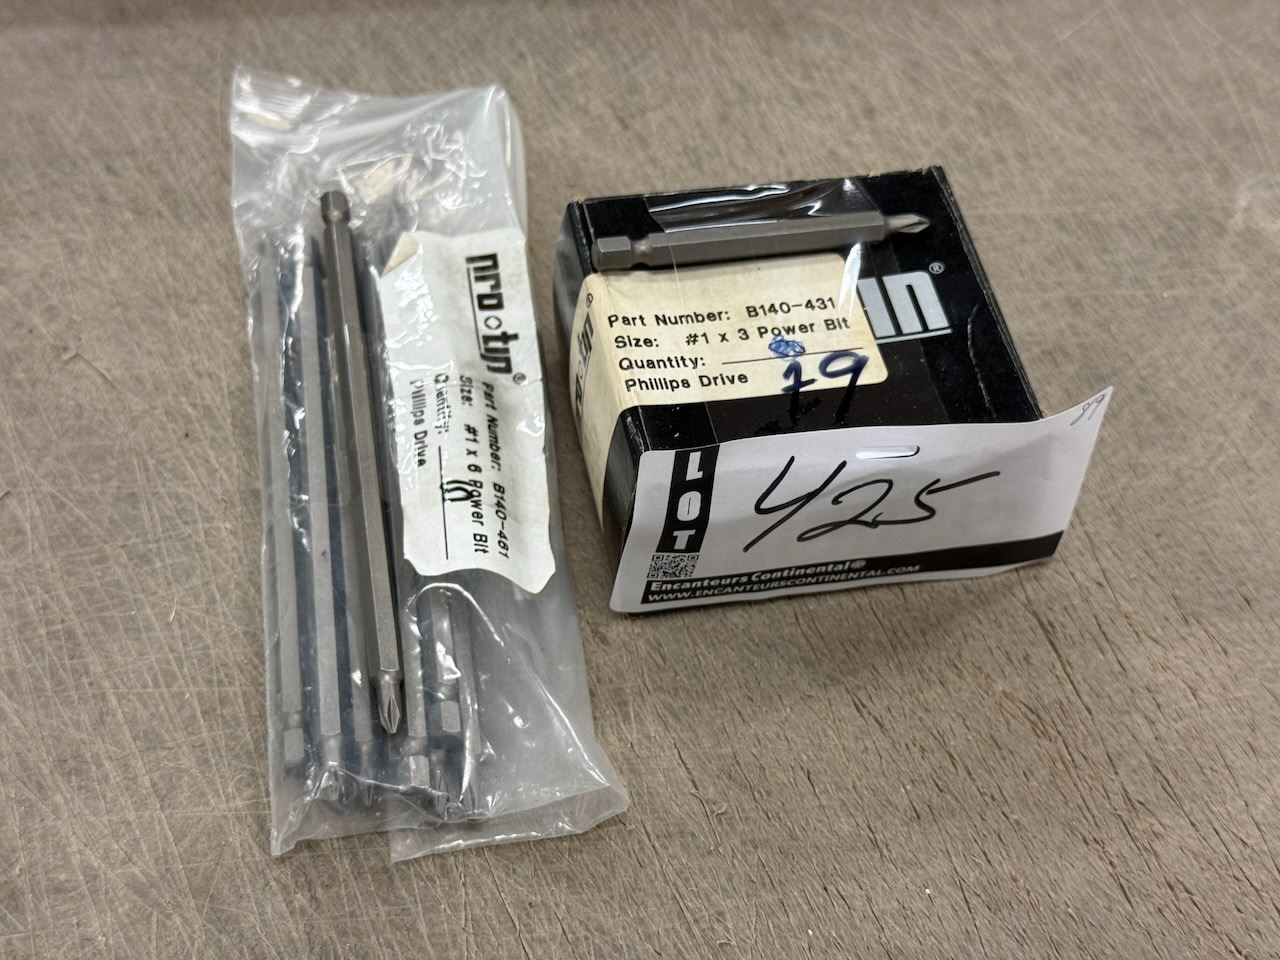 pro-tyn®
Part Number: B140-461
Size: #1 x 6 Power Bit
Quantity:
Phillips Drive
®
Part Number: B140-431
Size: #1 x 3 Power Bit
Quantity: 79
Phillips Drive
LOT
425
Encanteurs Continental®
WWW.ENCANTEURSCONTINENTAL.COM